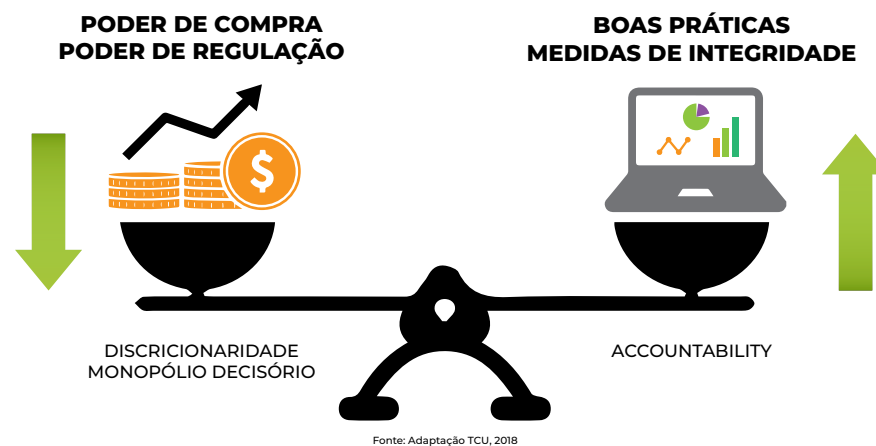 PODER DE COMPRA
PODER DE REGULAÇÃO
BOAS PRÁTICAS
MEDIDAS DE INTEGRIDADE
$
DISCRICIONARIDADE
MONOPÓLIO DECISÓRIO
ACCOUNTABILITY
Fonte: Adaptação TCU, 2018